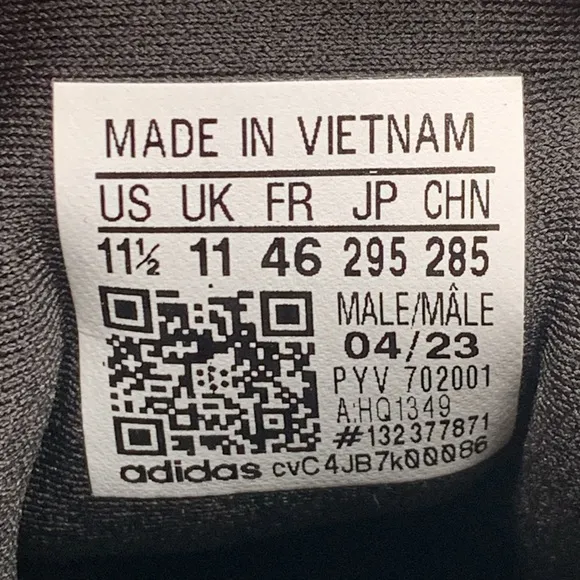 MADE IN VIETNAM
US UK FR JP CHN
11½ 11 46 295 285
MALE/MÂLE
04/23
PYV 702001
A:HQ1349
#132377871
adidas cvC4JB7k00086